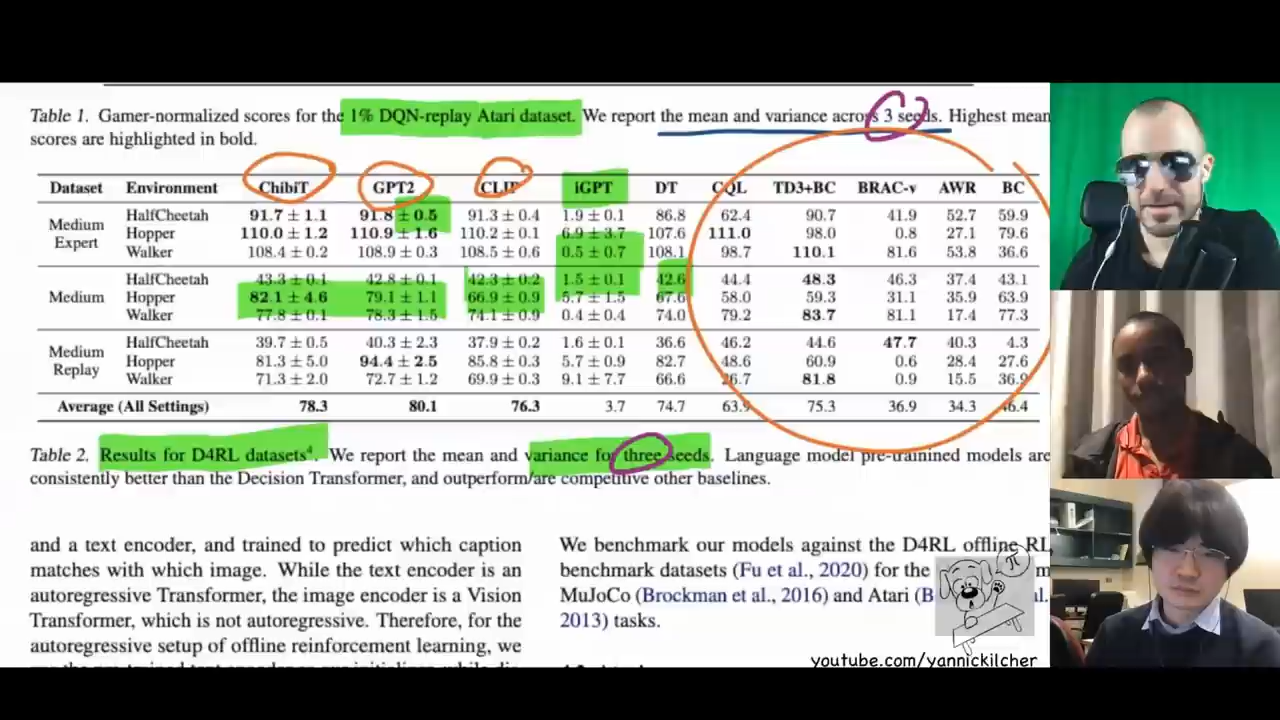 Table 1. Gamer-normalized scores for the 1% DQN-replay Atari dataset. We report the mean and variance across 3 seeds. Highest mean
scores are highlighted in bold.
Dataset Environment ChibiT GPT2 CLIP iGPT DT CQL TD3+BC BRAC-v AWR BC
HalfCheetah 91.7 ± 1.1 91.8 ± 0.5 91.3 ± 0.4 1.9 ± 0.1 86.8 62.4 90.7 41.9 52.7 59.9
Medium Expert Hopper 110.0 ± 1.2 110.9 ± 1.6 110.2 ± 0.1 6.9 ± 3.7 107.6 111.0 98.0 0.8 27.1 79.6
Walker 108.4 ± 0.2 108.9 ± 0.3 108.5 ± 0.6 0.5 ± 0.7 108.1 98.7 110.1 81.6 53.8 36.6
HalfCheetah 43.3 ± 0.1 42.8 ± 0.1 42.3 ± 0.2 1.5 ± 0.1 42.6 44.4 48.3 46.3 37.4 43.1
Medium Hopper 82.1 ± 4.6 79.1 ± 1.1 66.9 ± 0.9 5.7 ± 1.5 67.6 58.0 59.3 31.1 35.9 63.9
Walker 77.8 ± 0.1 78.3 ± 1.5 74.1 ± 0.9 0.4 ± 0.4 74.0 79.2 83.7 81.1 17.4 77.3
HalfCheetah 39.7 ± 0.5 40.3 ± 2.3 37.9 ± 0.2 1.6 ± 0.1 36.6 46.2 44.6 47.7 40.3 4.3
Medium Replay Hopper 81.3 ± 5.0 94.4 ± 2.5 85.8 ± 0.3 5.7 ± 0.9 82.7 48.6 60.9 0.6 28.4 27.6
Walker 71.3 ± 2.0 72.7 ± 1.2 69.9 ± 0.3 9.1 ± 7.7 66.6 26.7 81.8 0.9 15.5 36.9
Average (All Settings) 78.3 80.1 76.3 3.7 74.7 63.9 75.3 36.9 34.3 46.4
Table 2. Results for D4RL datasets⁴. We report the mean and variance for three seeds. Language model pre-trainined models are
consistently better than the Decision Transformer, and outperform/are competitive other baselines.
and a text encoder, and trained to predict which caption
matches with which image. While the text encoder is an
autoregressive Transformer, the image encoder is a Vision
Transformer, which is not autoregressive. Therefore, for the
autoregressive setup of offline reinforcement learning, we
We benchmark our models against the D4RL offline RL
benchmark datasets (Fu et al., 2020) for the
MuJoCo (Brockman et al., 2016) and Atari (B al.
2013) tasks.
π
youtube.com/yannickilcher